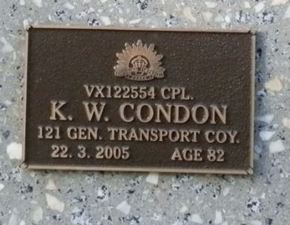 VX122554 CPL.
K. W. CONDON
121 GEN. TRANSPORT COY.
22. 3. 2005 AGE 82